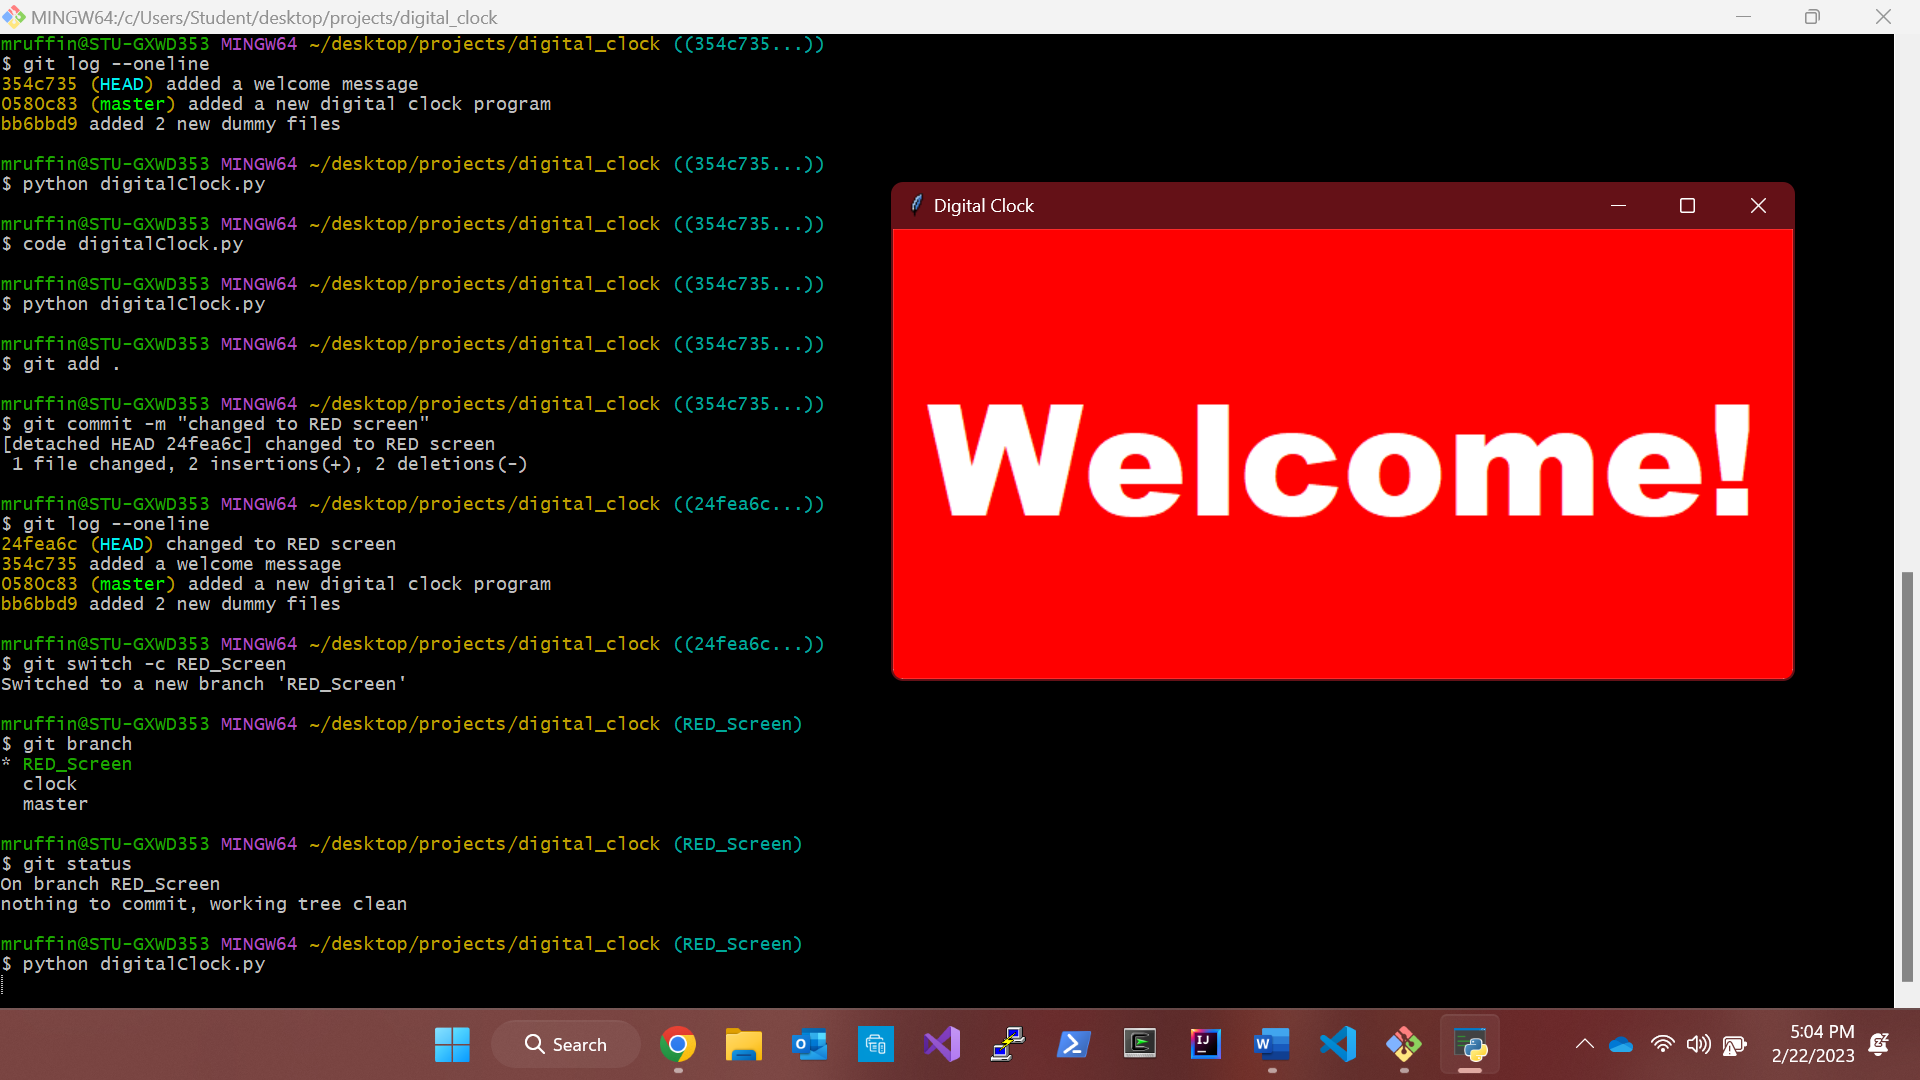 MINGW64:/c/Users/Student/desktop/projects/digital_clock
mruffin@STU-GXWD353 MINGW64 ~/desktop/projects/digital_clock ((354c735...))
$ git log --oneline
354c735 (HEAD) added a welcome message
0580c83 (master) added a new digital clock program
bb6bbd9 added 2 new dummy files
mruffin@STU-GXWD353 MINGW64 ~/desktop/projects/digital_clock ((354c735...))
$ python digitalClock.py
mruffin@STU-GXWD353 MINGW64 ~/desktop/projects/digital_clock ((354c735...))
$ code digitalClock.py
mruffin@STU-GXWD353 MINGW64 ~/desktop/projects/digital_clock ((354c735...))
$ python digitalClock.py
mruffin@STU-GXWD353 MINGW64 ~/desktop/projects/digital_clock ((354c735...))
$ git add .
mruffin@STU-GXWD353 MINGW64 ~/desktop/projects/digital_clock ((354c735...))
$ git commit -m "changed to RED screen"
[detached HEAD 24fea6c] changed to RED screen
1 file changed, 2 insertions(+), 2 deletions(-)
mruffin@STU-GXWD353 MINGW64 ~/desktop/projects/digital_clock ((24fea6c...))
$ git log --oneline
24fea6c (HEAD) changed to RED screen
354c735 added a welcome message
0580c83 (master) added a new digital clock program
bb6bbd9 added 2 new dummy files
mruffin@STU-GXWD353 MINGW64 ~/desktop/projects/digital_clock ((24fea6c...))
$ git switch -c RED_Screen
Switched to a new branch 'RED_Screen'
mruffin@STU-GXWD353 MINGW64 ~/desktop/projects/digital_clock (RED_Screen)
$ git branch
* RED_Screen
clock
master
mruffin@STU-GXWD353 MINGW64 ~/desktop/projects/digital_clock (RED_Screen)
$ git status
On branch RED_Screen
nothing to commit, working tree clean
mruffin@STU-GXWD353 MINGW64 ~/desktop/projects/digital_clock (RED_Screen)
$ python digitalClock.py
Digital Clock
Welcome!
Search
5:04 PM
2/22/2023